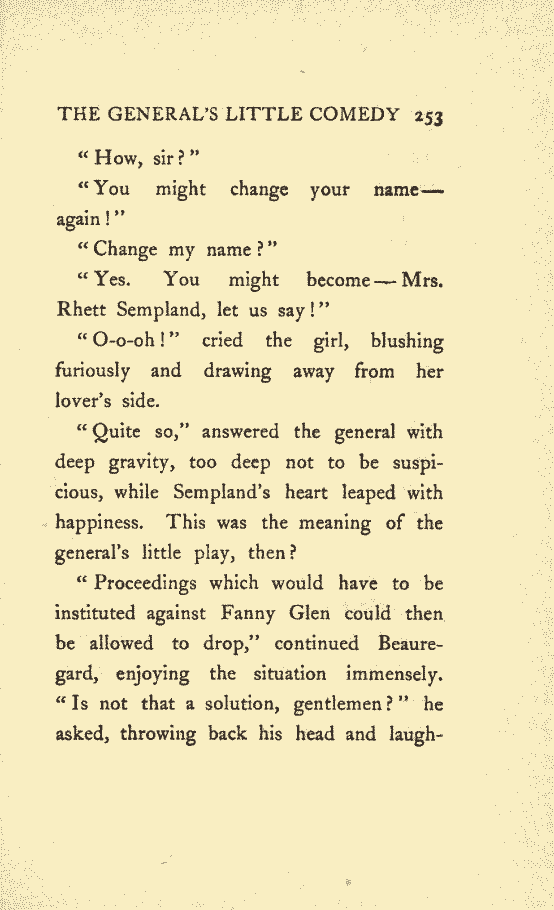 THE GENERAL'S LITTLE COMEDY 253
"How, sir?"
"You might change your name—
again!"
"Change my name?"
"Yes. You might become—Mrs.
Rhett Sempland, let us say!"
"O-o-oh!" cried the girl, blushing
furiously and drawing away from her
lover's side.
"Quite so," answered the general with
deep gravity, too deep not to be suspi-
cious, while Sempland's heart leaped with
happiness. This was the meaning of the
general's little play, then?
"Proceedings which would have to be
instituted against Fanny Glen could then
be allowed to drop," continued Beaure-
gard, enjoying the situation immensely.
"Is not that a solution, gentlemen?" he
asked, throwing back his head and laugh-